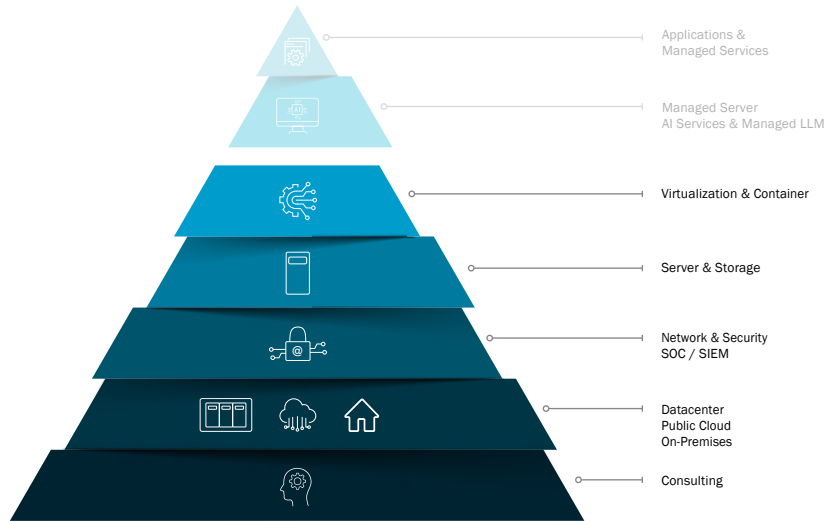 Applications &
Managed Services
AI
Managed Server
AI Services & Managed LLM
Virtualization & Container
Server & Storage
@
Network & Security
SOC / SIEM
Datacenter
Public Cloud
On-Premises
Consulting